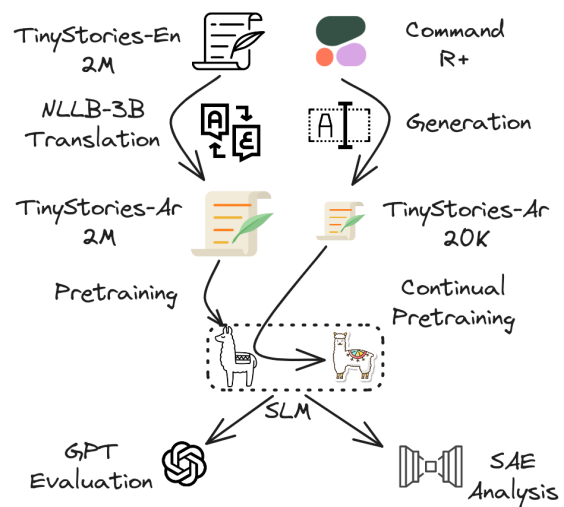 TinyStories-En
2M
Command
R+
NLLB-3B
Translation
A
E
A
Generation
TinyStories-Ar
2M
TinyStories-Ar
20K
Pretraining
Continual
Pretraining
SLM
GPT
Evaluation
SAE
Analysis